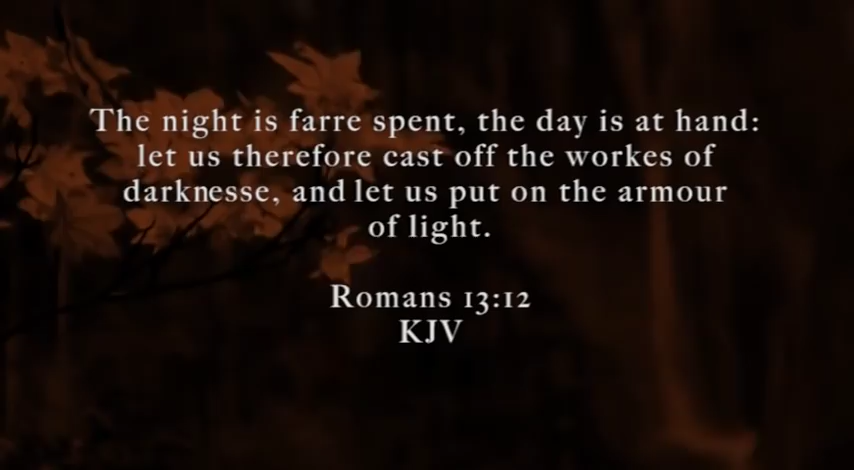 The night is farre spent, the day is at hand:
let us therefore cast off the workes of
darknesse, and let us put on the armour
of light.
Romans 13:12
KJV